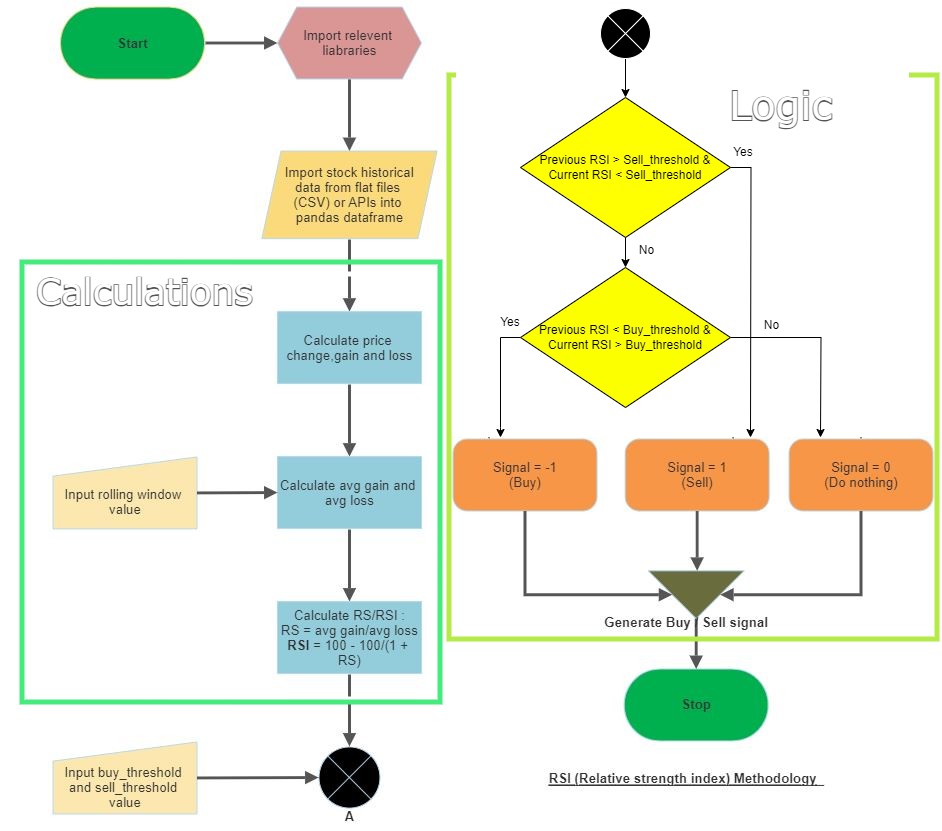 Start
Import relevent
liabraries
Import stock historical
data from flat files
(CSV) or APIs into
pandas dataframe
Calculations
Calculate price
change,gain and loss
Input rolling window
value
Calculate avg gain and
avg loss
Calculate RS/RSI :
RS = avg gain/avg loss
RSI = 100 - 100/(1 +
RS)
Input buy_threshold
and sell_threshold
value
A
Logic
Previous RSI > Sell_threshold &
Current RSI < Sell_threshold
Yes
No
Previous RSI < Buy_threshold &
Current RSI > Buy_threshold
Yes
No
Signal = -1
(Buy)
Signal = 1
(Sell)
Signal = 0
(Do nothing)
Generate Buy / Sell signal
Stop
RSI (Relative strength index) Methodology